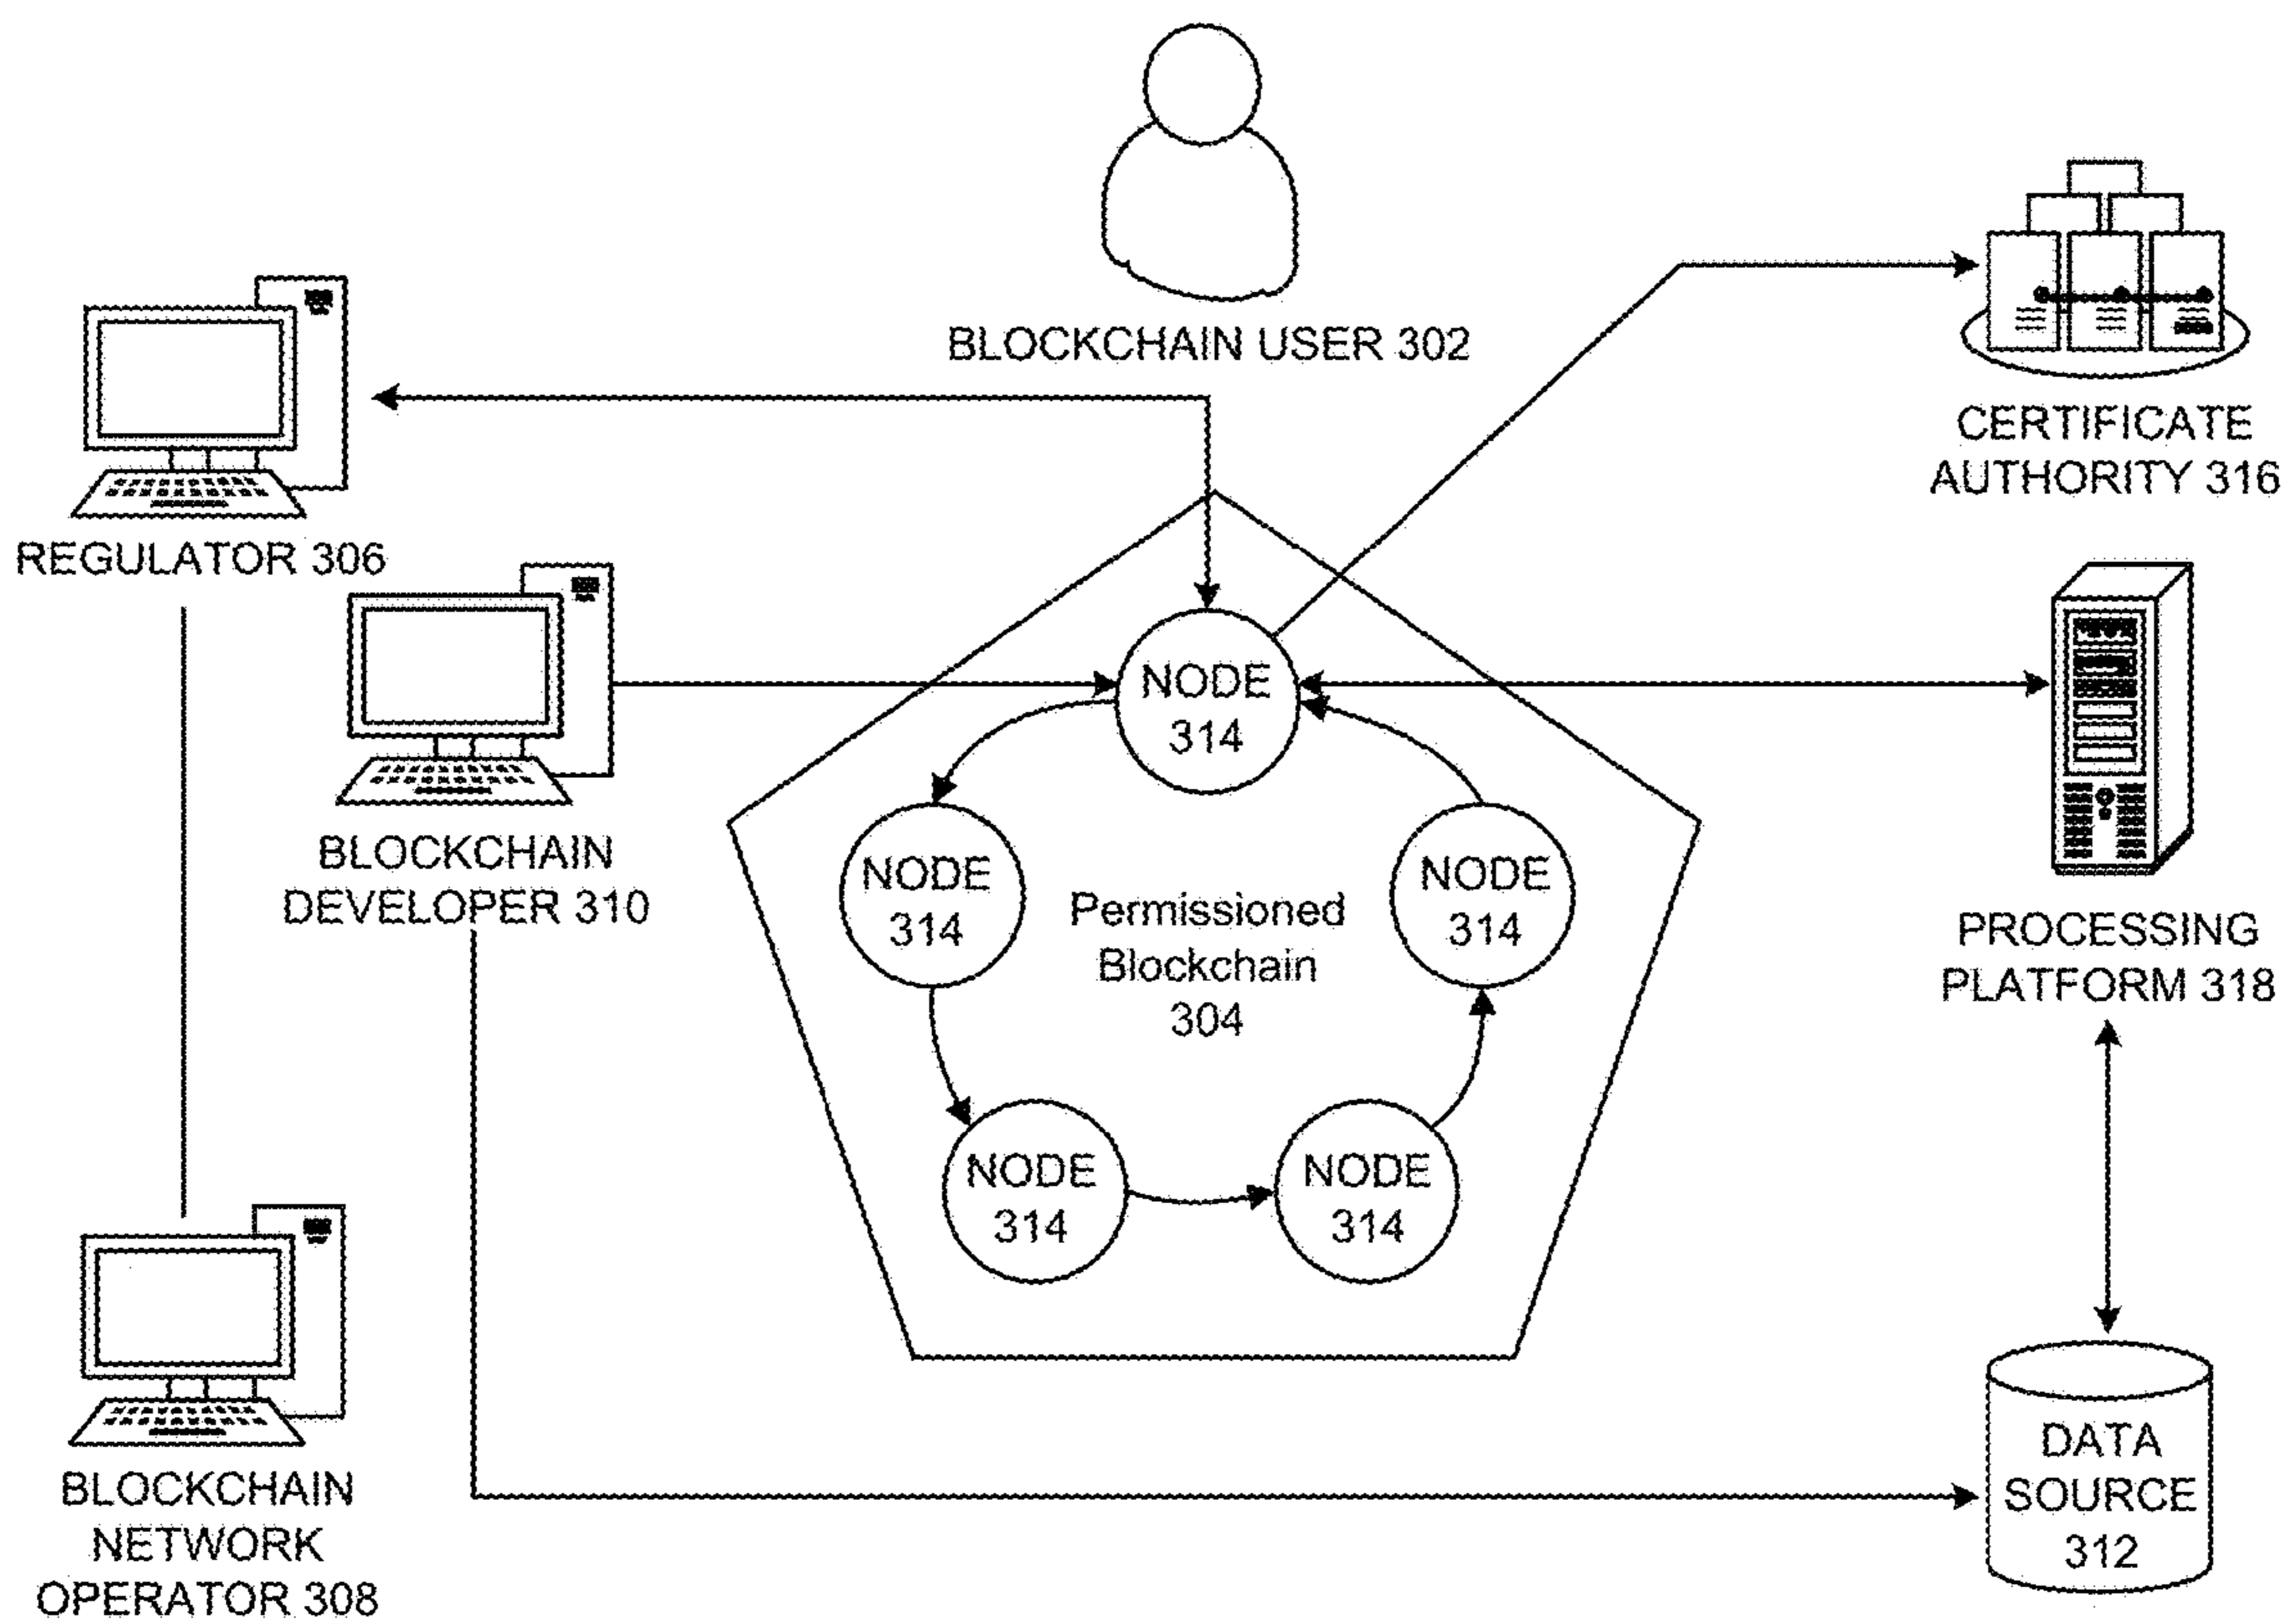 BLOCKCHAIN USER 302
CERTIFICATE
AUTHORITY 316
REGULATOR 306
BLOCKCHAIN
DEVELOPER 310
NODE
314
NODE
314
Permissioned
Blockchain
304
NODE
314
NODE
314
NODE
314
PROCESSING
PLATFORM 318
BLOCKCHAIN
NETWORK
OPERATOR 308
DATA
SOURCE
312